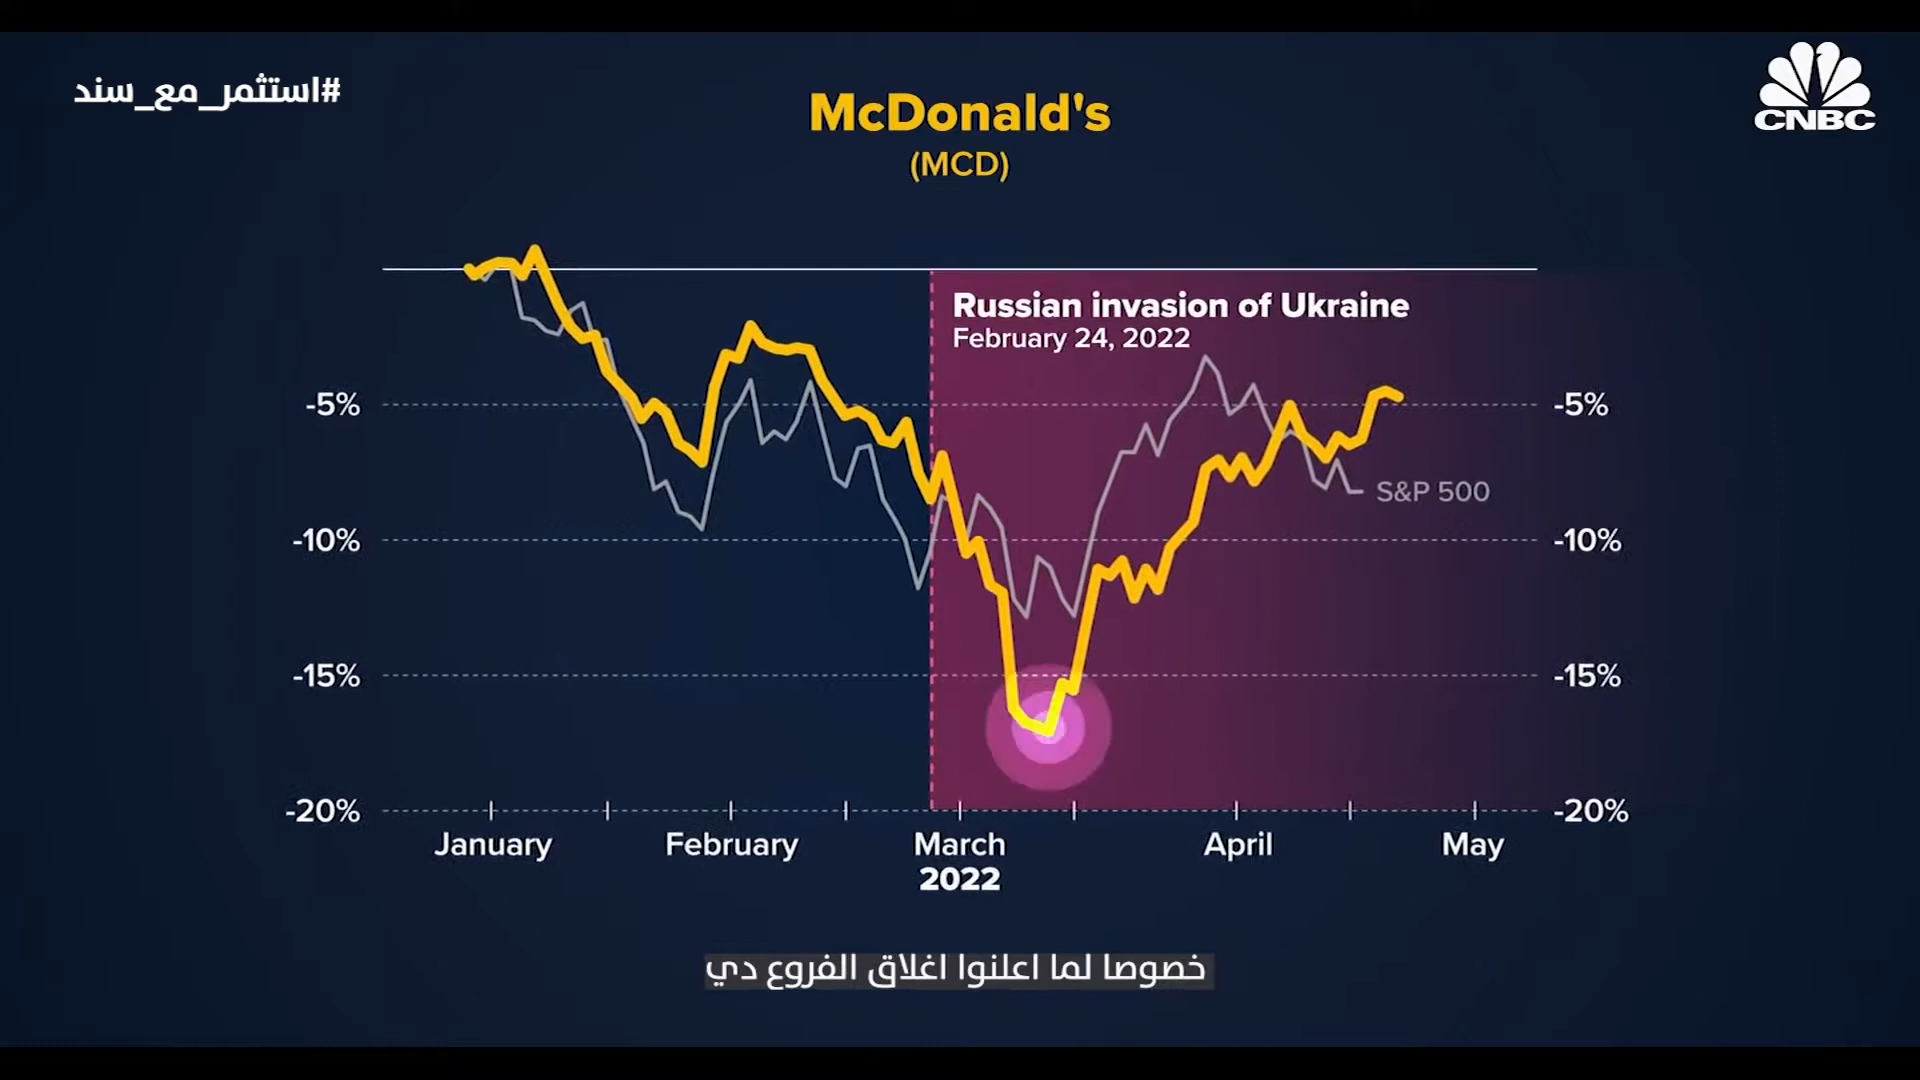 #استثمر_مع_سند
CNBC
McDonald's
(MCD)
Russian invasion of Ukraine
February 24, 2022
-5%
-5%
S&P 500
-10%
-10%
-15%
-15%
-20%
-20%
January
February
March
April
May
2022
خصوصا لما اعلنوا اغلاق الفروع دي